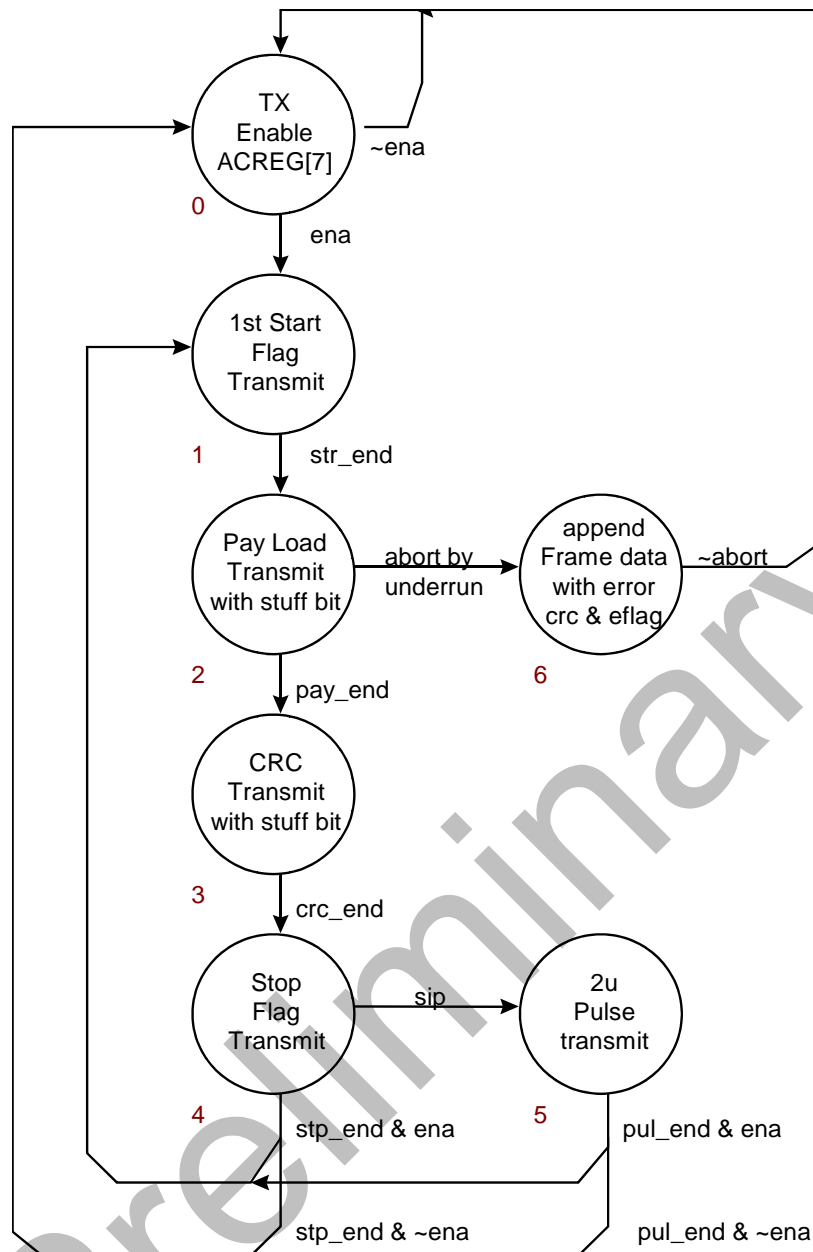 TX
Enable
ACREG[7]
~ena
0
ena
1st Start
Flag
Transmit
1
str_end
Pay Load
Transmit
with stuff bit
abort by
underrun
append
Frame data
with error
crc & eflag
~abort
2
6
pay_end
CRC
Transmit
with stuff bit
3
crc_end
Stop
Flag
Transmit
sip
2u
Pulse
transmit
4
5
stp_end & ena
pul_end & ena
stp_end & ~ena
pul_end & ~ena
reliminary